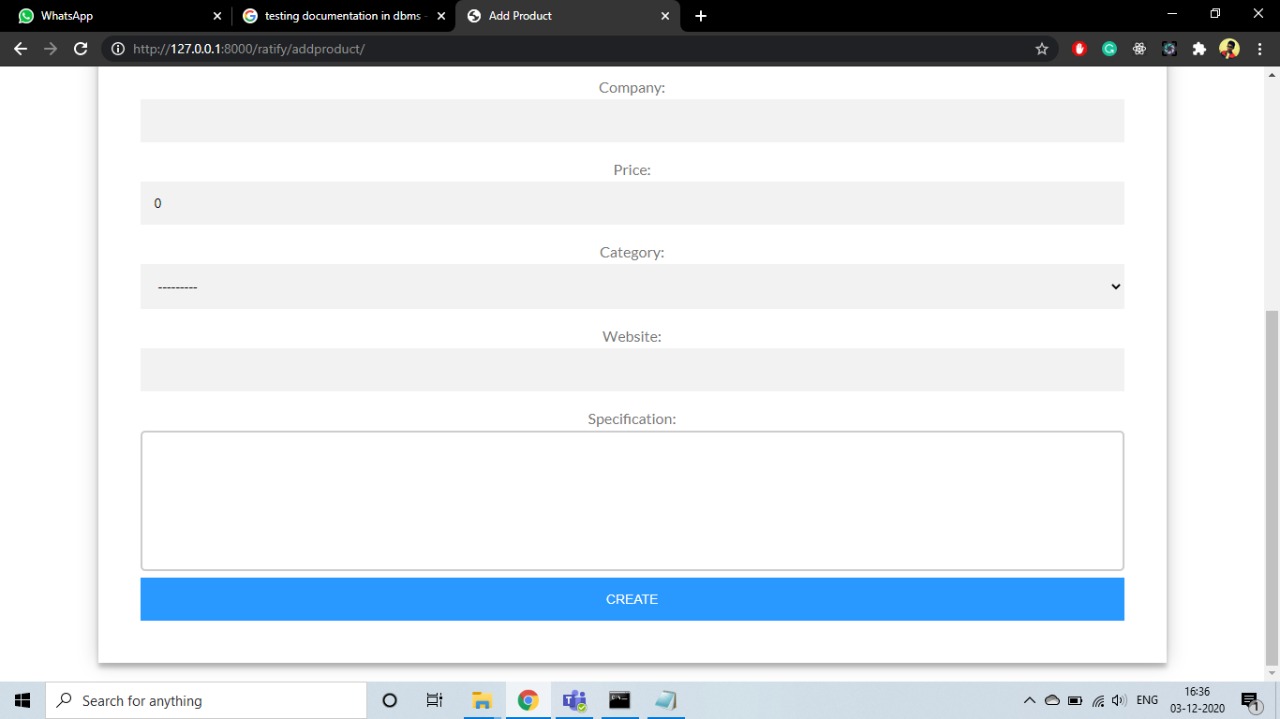 WhatsApp
testing documentation in dbms -
Add Product
http://127.0.0.1:8000/ratify/addproduct/
Company:
Price:
0
Category:
---------
Website:
Specification:
CREATE
Search for anything
ENG
16:36
03-12-2020
1